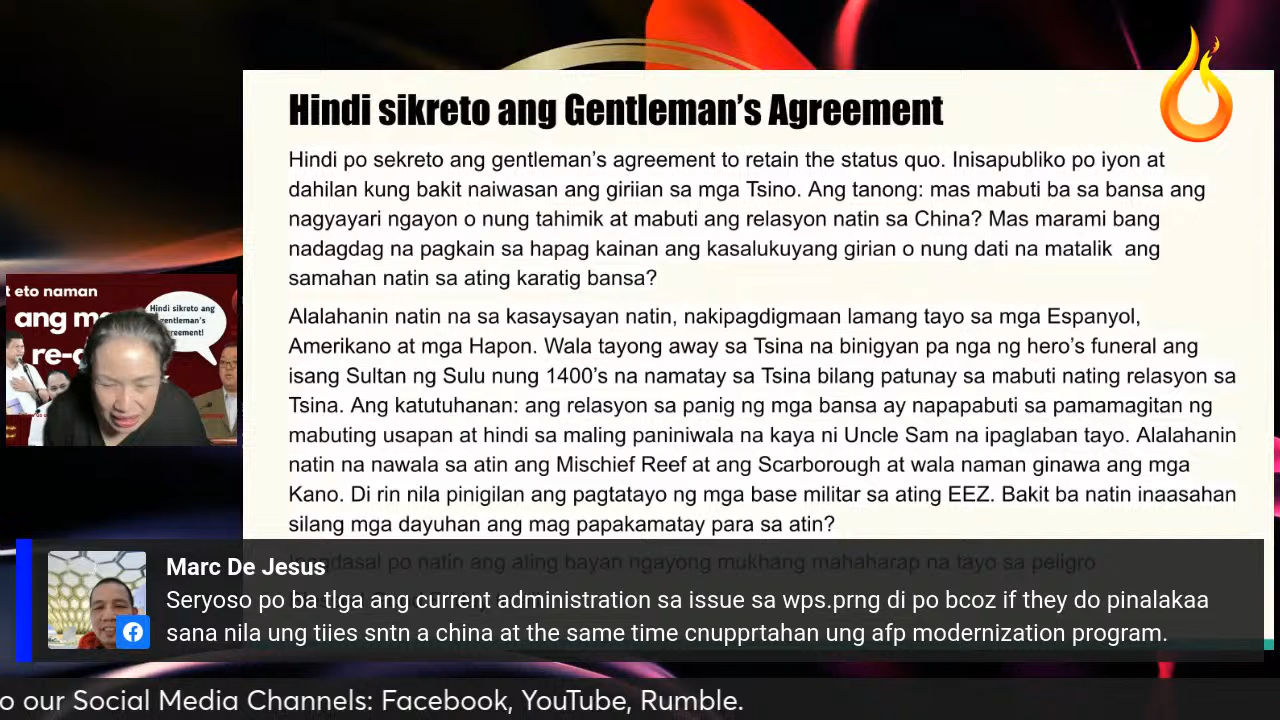 Hindi sikreto ang Gentleman's Agreement
Hindi po sekreto ang gentleman's agreement to retain the status quo. Inisapubliko po iyon at
dahilan kung bakit naiwasan ang giriian sa mga Tsino. Ang tanong: mas mabuti ba sa bansa ang
nagyayari ngayon o nung tahimik at mabuti ang relasyon natin sa China? Mas marami bang
nadagdag na pagkain sa hapag kainan ang kasalukuyang girian o nung dati na matalik ang
samahan natin sa ating karatig bansa?
Alalahanin natin na sa kasaysayan natin, nakipagdigmaan lamang tayo sa mga Espanyol,
Amerikano at mga Hapon. Wala tayong away sa Tsina na binigyan pa nga ng hero's funeral ang
isang Sultan ng Sulu nung 1400's na namatay sa Tsina bilang patunay sa mabuti nating relasyon sa
Tsina. Ang katutuhanan: ang relasyon sa panig ng mga bansa ay napapabuti sa pamamagitan ng
mabuting usapan at hindi sa maling paniniwala na kaya ni Uncle Sam na ipaglaban tayo. Alalahanin
natin na nawala sa atin ang Mischief Reef at ang Scarborough at wala naman ginawa ang mga
Kano. Di rin nila pinigilan ang pagtatayo ng mga base militar sa ating EEZ. Bakit ba natin inaasahan
silang mga dayuhan ang mag papakamatay para sa atin?
po natin ang ating bayan ngayong mukhang mahaharap na tayo sa peligro
t eto naman
ang m
re-
Hindi sikreto ang
gentleman's
agreement!
Marc De Jesus
Seryoso po ba tlga ang current administration sa issue sa wps.prng di po bcoz if they do pinalakaa
sana nila ung tiies sntn a china at the same time cnupprtahan ung afp modernization program.
o our Social Media Channels: Facebook, YouTube, Rumble.